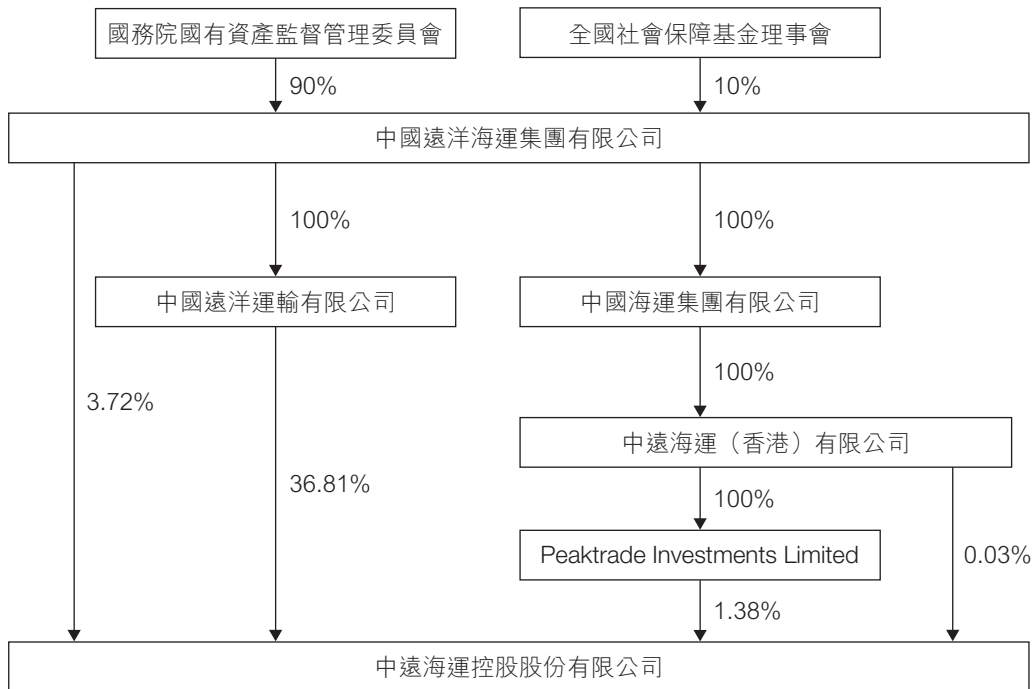 國務院國有資產監督管理委員會
全國社會保障基金理事會
90%
10%
中國遠洋海運集團有限公司
100%
100%
中國遠洋運輸有限公司
中國海運集團有限公司
100%
3.72%
中遠海運（香港）有限公司
36.81%
100%
Peaktrade Investments Limited
0.03%
1.38%
中遠海運控股股份有限公司